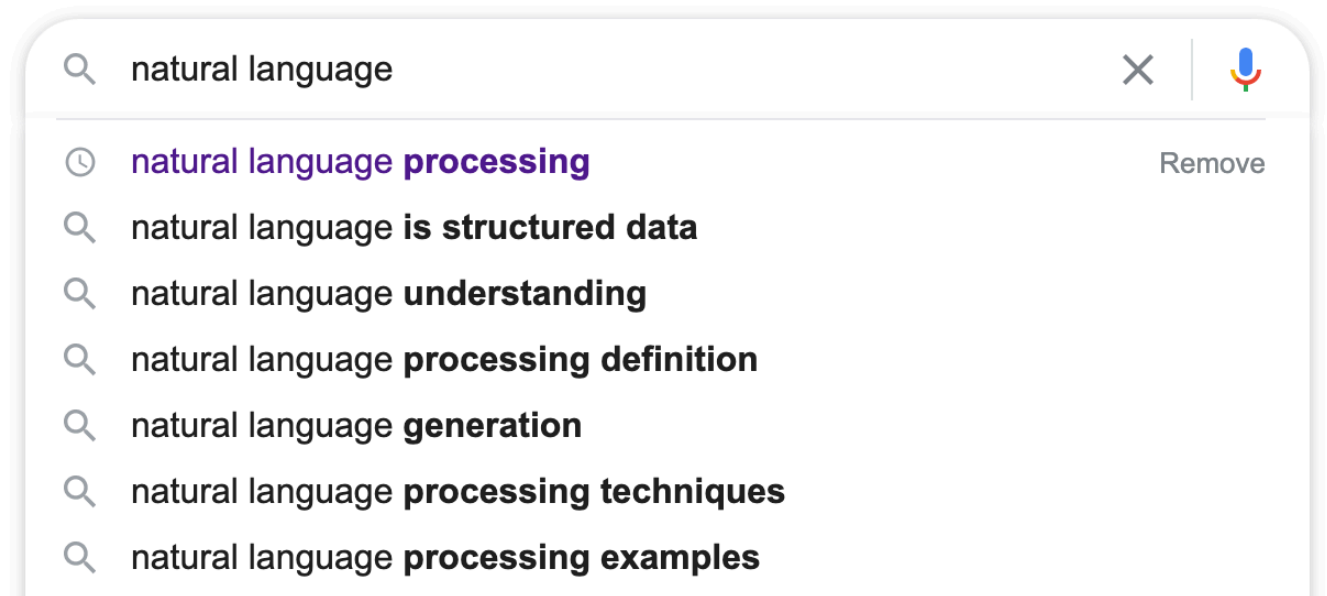 natural language
natural language processing Remove
natural language is structured data
natural language understanding
natural language processing definition
natural language generation
natural language processing techniques
natural language processing examples